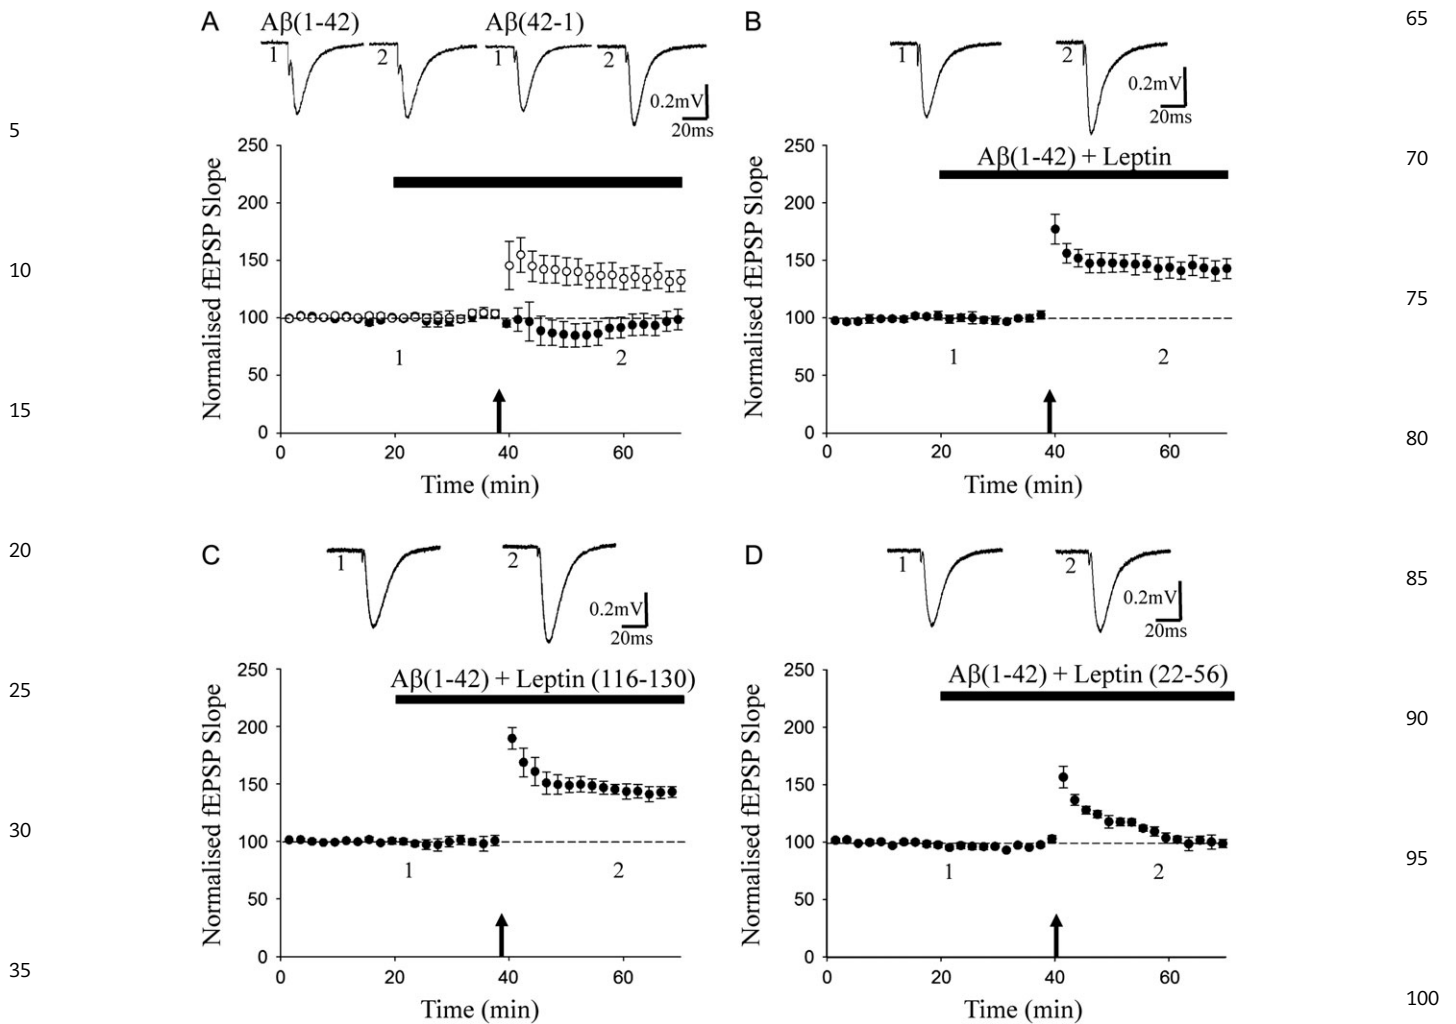 A
Aβ(1-42)
Aβ(42-1)
1
2
1
2
0.2mV
20ms
250
200
150
100
50
0
Normalised fEPSP Slope
1
2
0
20
40
60
Time (min)
B
1
2
0.2mV
20ms
Aβ(1-42) + Leptin
250
200
150
100
50
0
Normalised fEPSP Slope
1
2
0
20
40
60
Time (min)
C
1
2
0.2mV
20ms
Aβ(1-42) + Leptin (116-130)
250
200
150
100
50
0
Normalised fEPSP Slope
1
2
0
20
40
60
Time (min)
D
1
2
0.2mV
20ms
Aβ(1-42) + Leptin (22-56)
250
200
150
100
50
0
Normalised fEPSP Slope
1
2
0
20
40
60
Time (min)
5
10
15
20
25
30
35
65
70
75
80
85
90
95
100